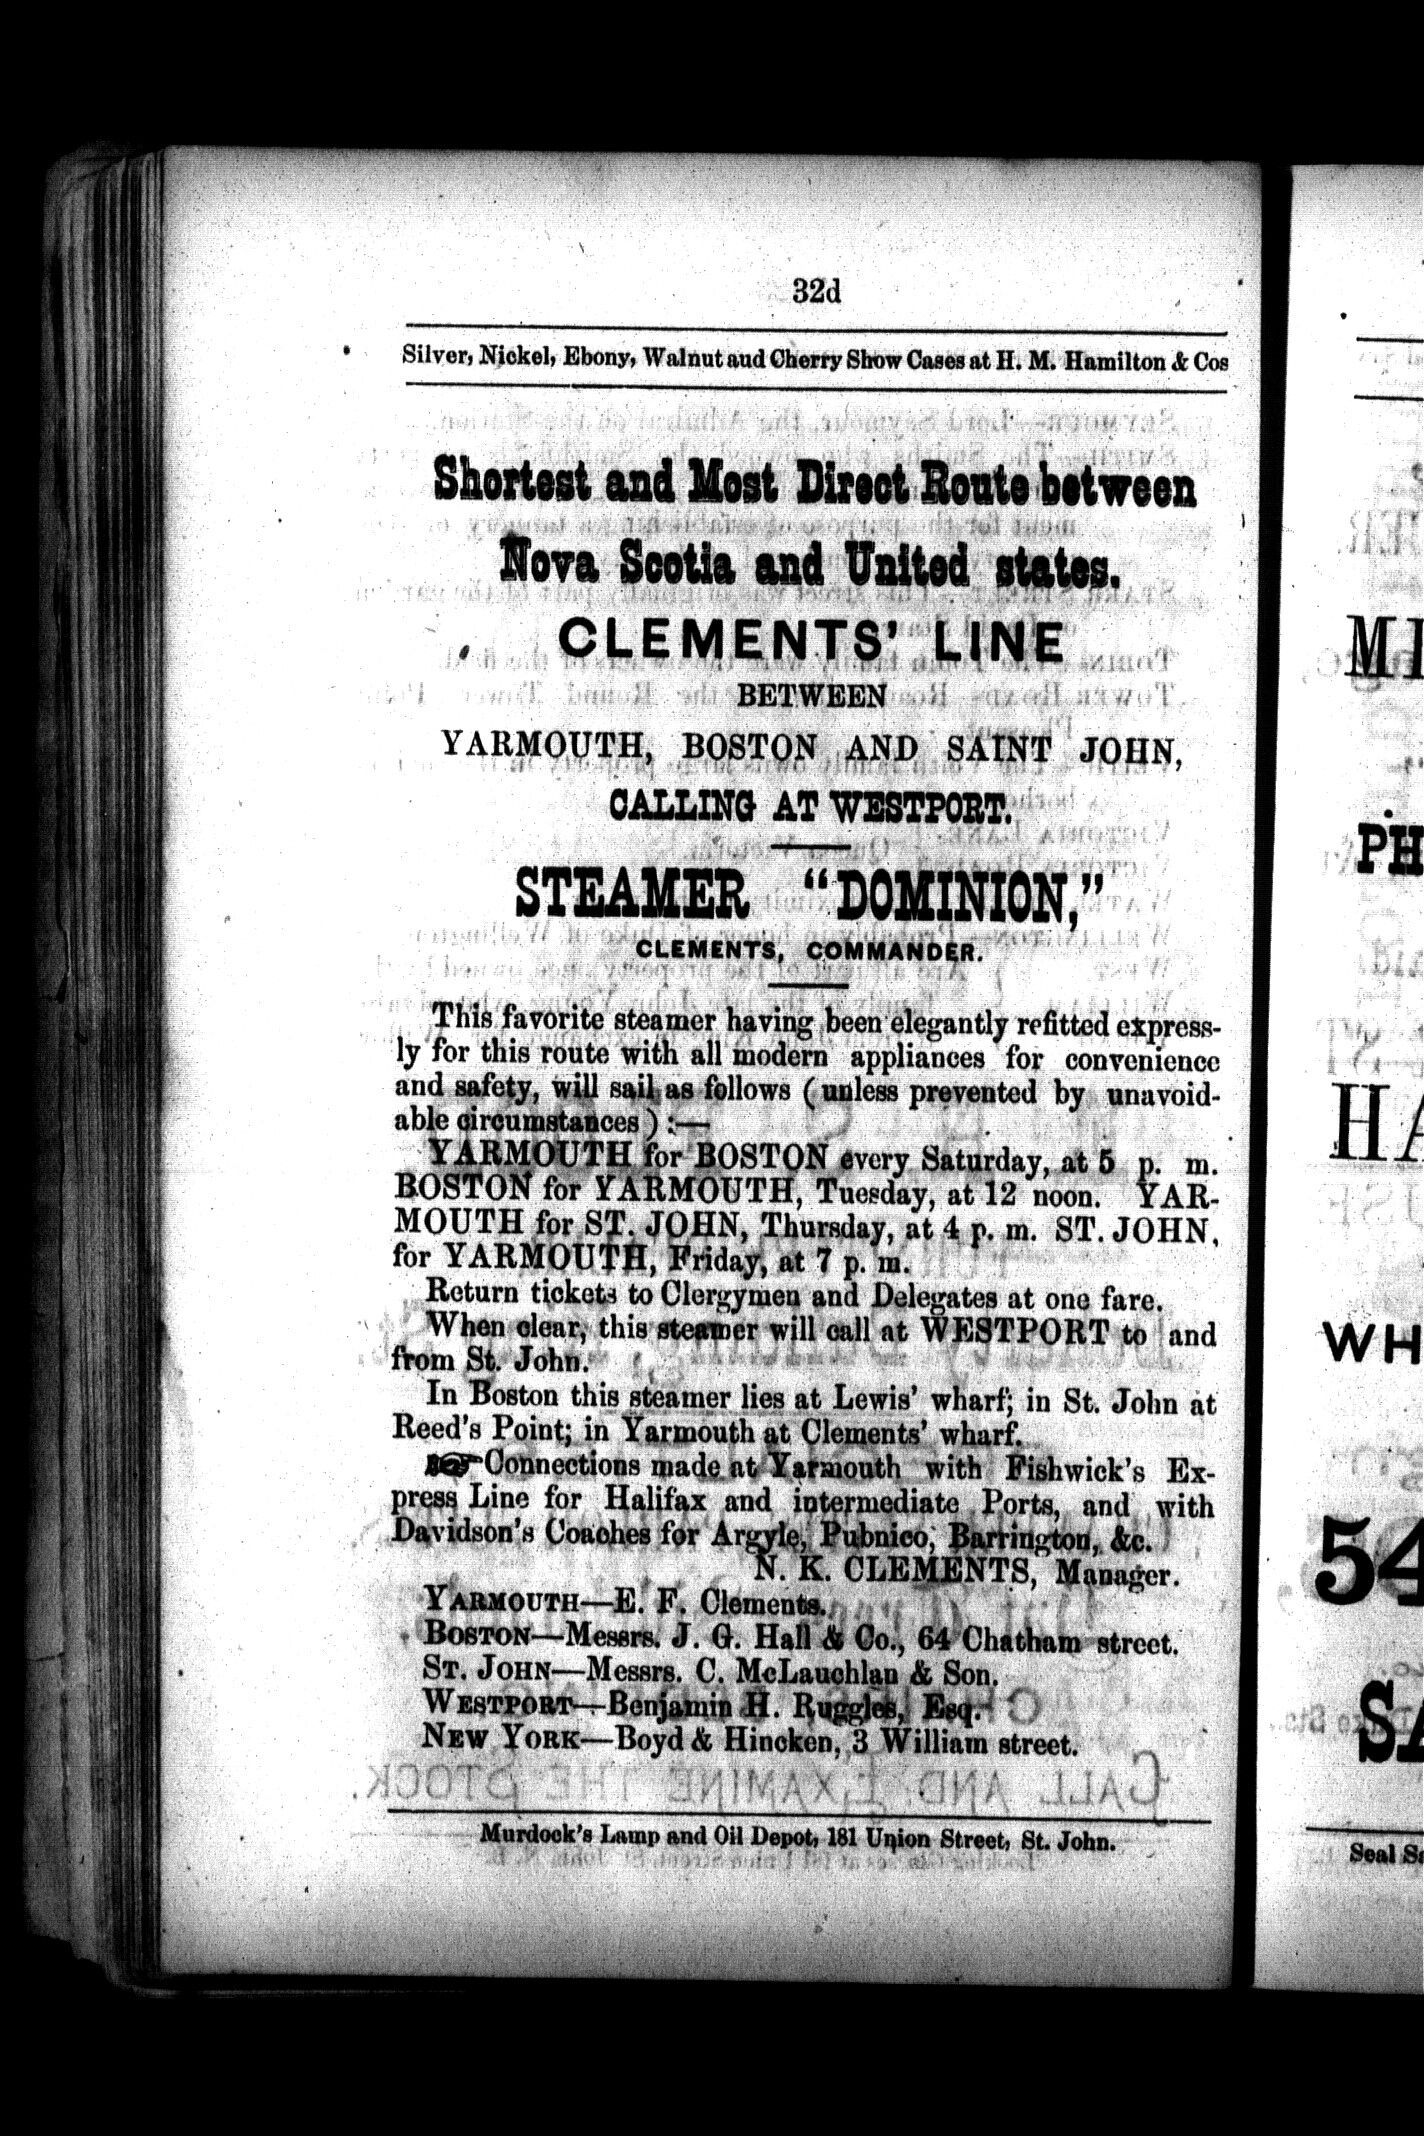 32d
Silver, Nickel, Ebony, Walnut aud Cherry Show Cases at H. M. Hamilton & Cos
Shortest and Most Direct Route between
Nova Scotia and United states.
CLEMENTS' LINE
BETWEEN
YARMOUTH, BOSTON AND SAINT JOHN,
CALLING AT WESTPORT.
STEAMER "DOMINION,"
CLEMENTS, COMMANDER.
This favorite steamer having been elegantly refitted express-
ly for this route with all modern appliances for convenience
and safety, will sail as follows (unless prevented by unavoid-
able circumstances) :—
YARMOUTH for BOSTON every Saturday, at 5 p. m.
BOSTON for YARMOUTH, Tuesday, at 12 noon. YAR-
MOUTH for ST. JOHN, Thursday, at 4 p. m. ST. JOHN,
for YARMOUTH, Friday, at 7 p. m.
Return tickets to Clergymen and Delegates at one fare.
When clear, this steamer will call at WESTPORT to and
from St. John.
In Boston this steamer lies at Lewis' wharf; in St. John at
Reed's Point; in Yarmouth at Clements' wharf.
☞Connections made at Yarmouth with Fishwick's Ex-
press Line for Halifax and intermediate Ports, and with
Davidson's Coaches for Argyle, Pubnico, Barrington, &c.
N. K. CLEMENTS, Manager.
YARMOUTH—E. F. Clements.
BOSTON—Messrs. J. G. Hall & Co., 64 Chatham street.
ST. JOHN—Messrs. C. McLauchlan & Son.
WESTPORT—Benjamin H. Ruggles, Esq.
NEW YORK—Boyd & Hincken, 3 William street.
Murdock's Lamp and Oil Depot, 181 Union Street, St. John.
MI
PH
HA
WH
54
SA
Seal